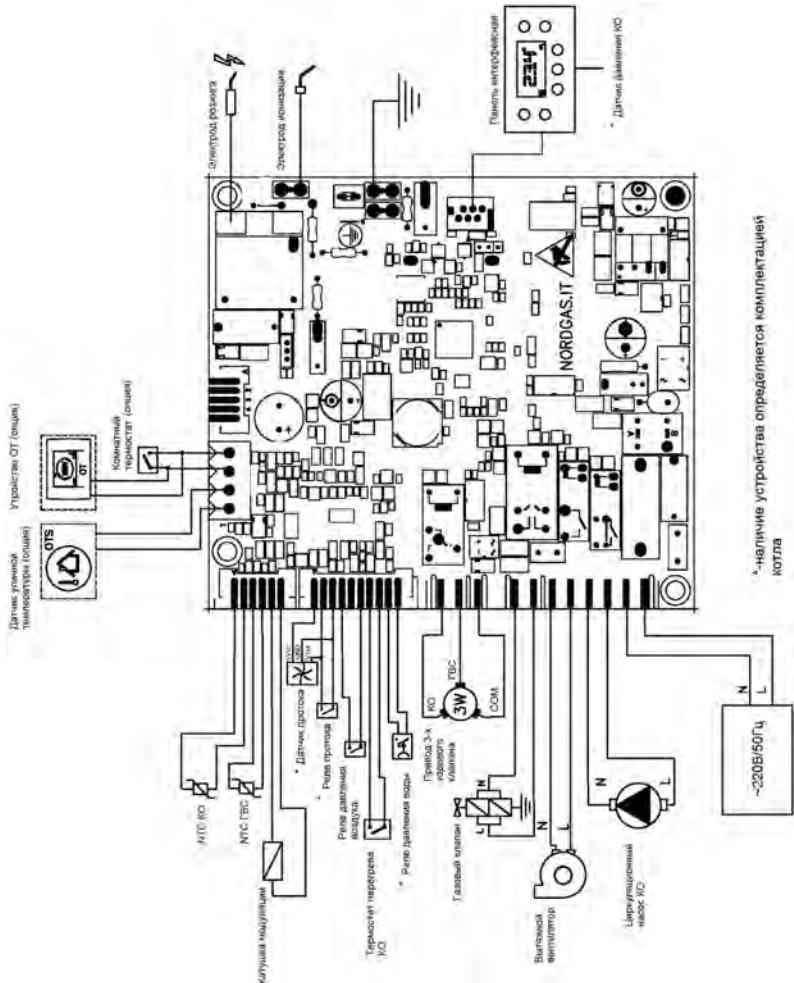 Электрод розжига
Электрод ионизации
Панель интерфейсная
* Датчик давления КО
Датчик уличной
температуры (опция)
OTS
Утройстви ОТ (опция)
OT
Комнатный
термостат (опция)
NORDGAS.IT
NTC КО
NTC ГВС
Катушка модуляции
* Датчик протока
* Реле протока
Реле давления
воздуха
Термостат перегрева
КО
* Реле давления воды
Привод 3-х
ходового
клапана
КО
ГВС
3W
COM
Газовый клапан
N
L
Вытяжной
вентилятор
N
L
Циркуляционный
насос КО
N
L
N
L
~220В/50Гц
*-наличие устройства определяется комплектацией
котла